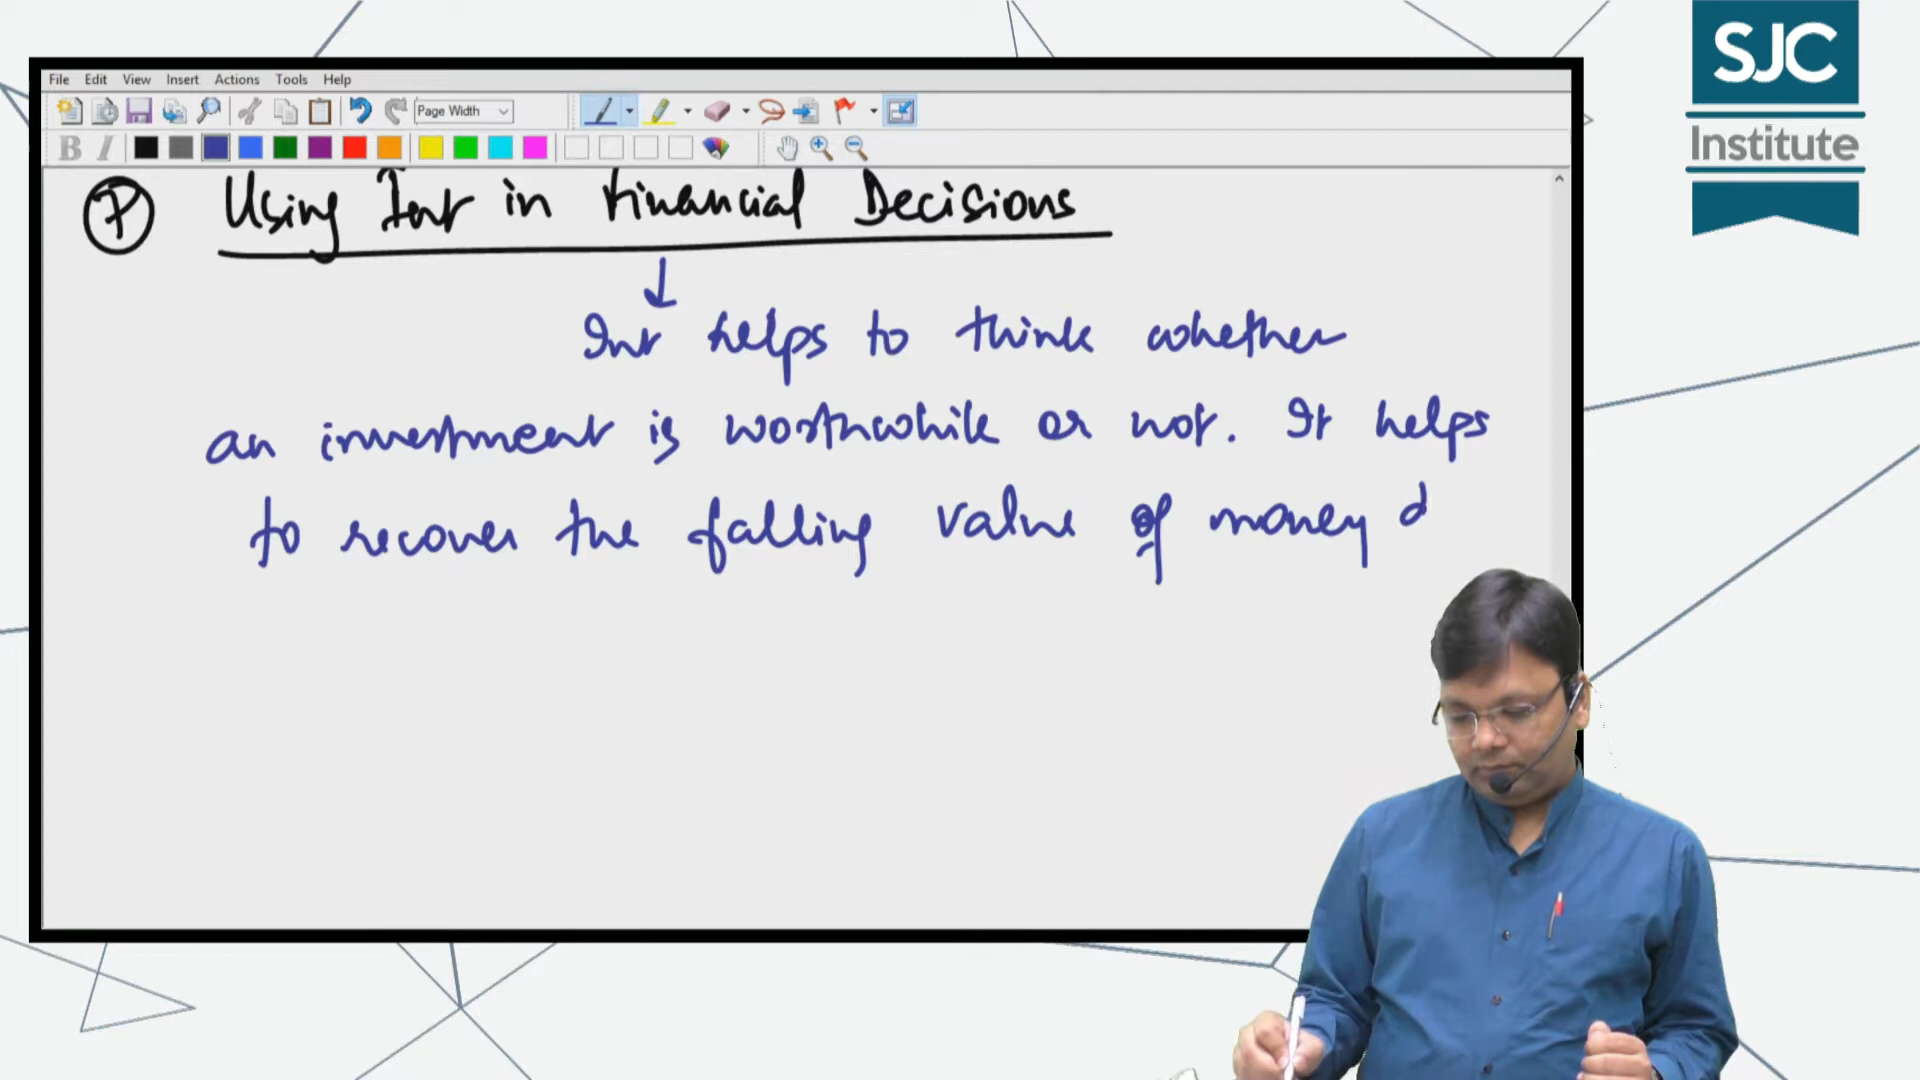 SJC
Institute
File Edit View Insert Actions Tools Help
Page Width
B I
P Using Int in Financial Decisions
Int helps to think whether
an investment is worthwhile or not. It helps
to recover the falling value of money d